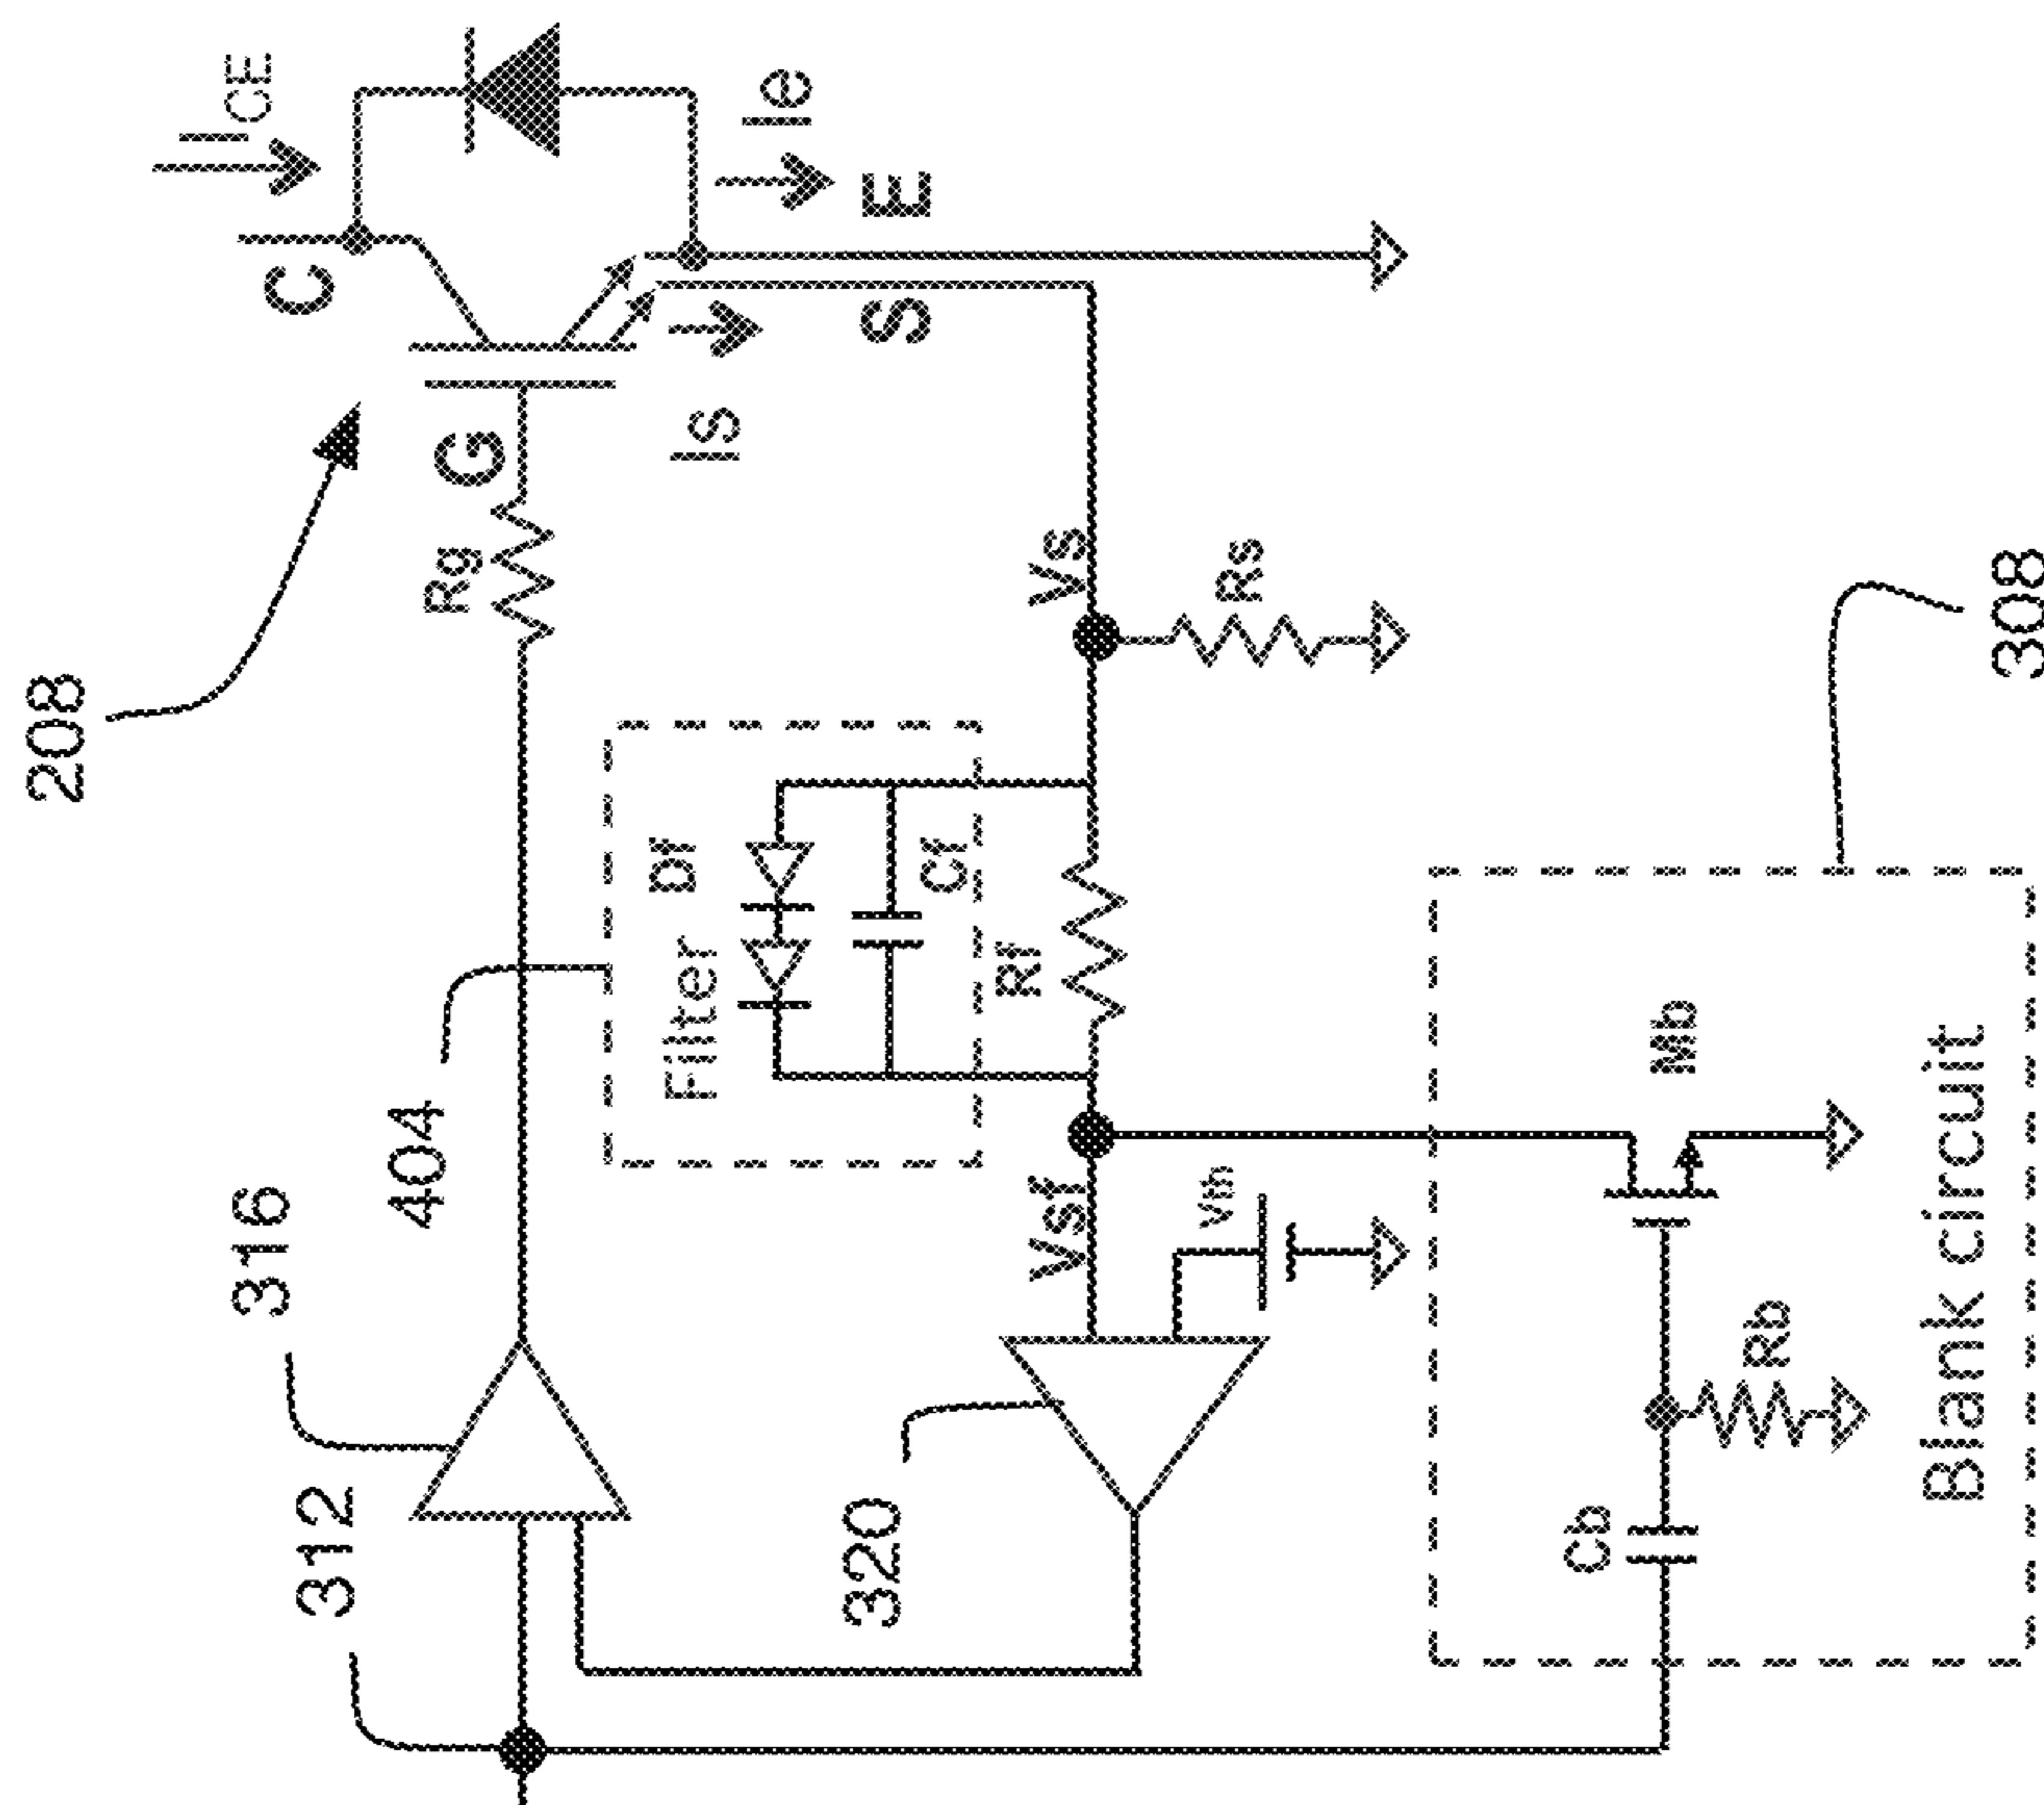 208
316
312
404
320
308
I_CE
C
Ie
E
S
Is
G
Rg
Vs
Rs
Df
Cf
Filter
Rf
Vsf
Vth
Mb
Rb
Cb
Blank circuit